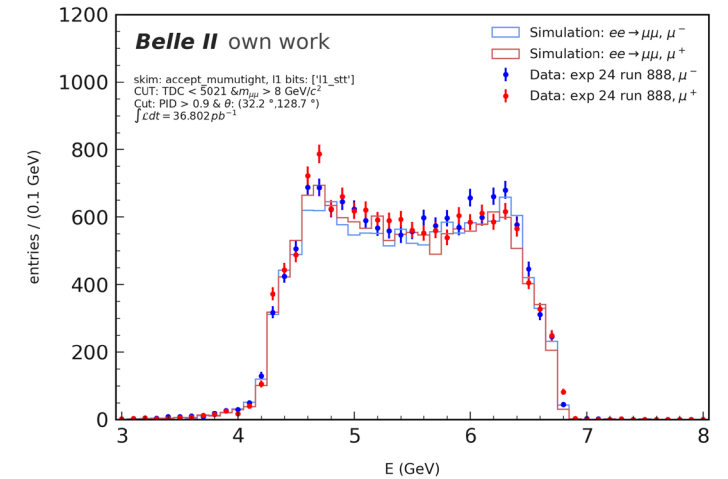 Belle II own work
skim: accept_mumutight, l1 bits: ['l1_stt']
CUT: TDC < 5021 &m_μμ > 8 GeV/c²
Cut: PID > 0.9 & θ: (32.2 °,128.7 °)
∫ℒdt = 36.802 pb⁻¹
Simulation: ee→μμ, μ⁻
Simulation: ee→μμ, μ⁺
Data: exp 24 run 888, μ⁻
Data: exp 24 run 888, μ⁺
entries / (0.1 GeV)
1200
1000
800
600
400
200
0
3 4 5 6 7 8
E (GeV)